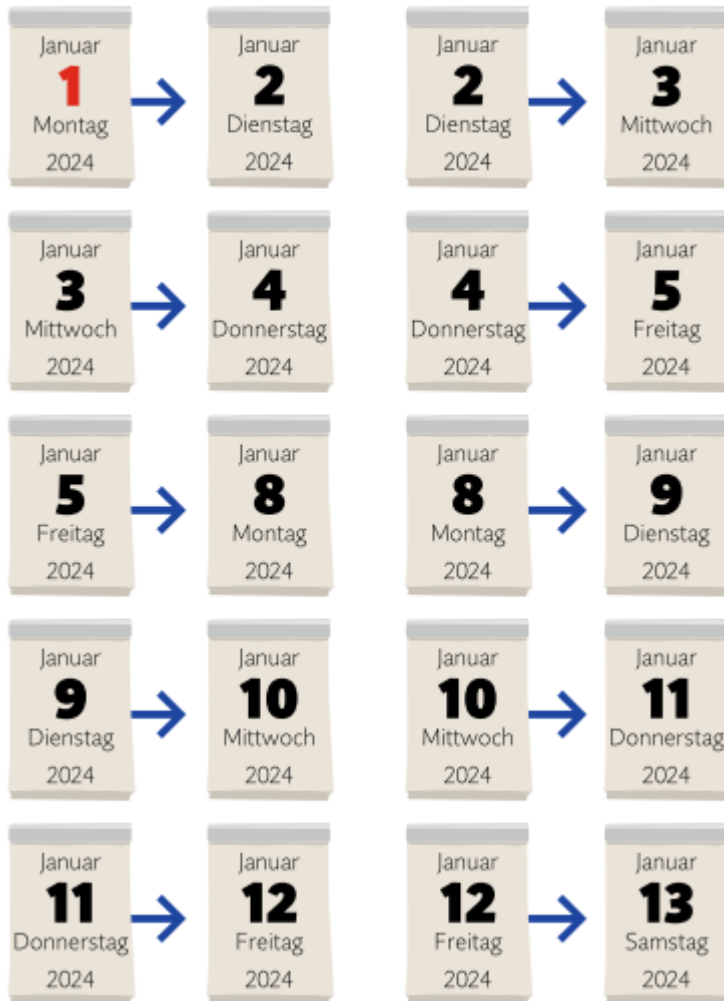 Januar
1
Montag
2024
Januar
2
Dienstag
2024
Januar
2
Dienstag
2024
Januar
3
Mittwoch
2024
Januar
3
Mittwoch
2024
Januar
4
Donnerstag
2024
Januar
4
Donnerstag
2024
Januar
5
Freitag
2024
Januar
5
Freitag
2024
Januar
8
Montag
2024
Januar
8
Montag
2024
Januar
9
Dienstag
2024
Januar
9
Dienstag
2024
Januar
10
Mittwoch
2024
Januar
10
Mittwoch
2024
Januar
11
Donnerstag
2024
Januar
11
Donnerstag
2024
Januar
12
Freitag
2024
Januar
12
Freitag
2024
Januar
13
Samstag
2024